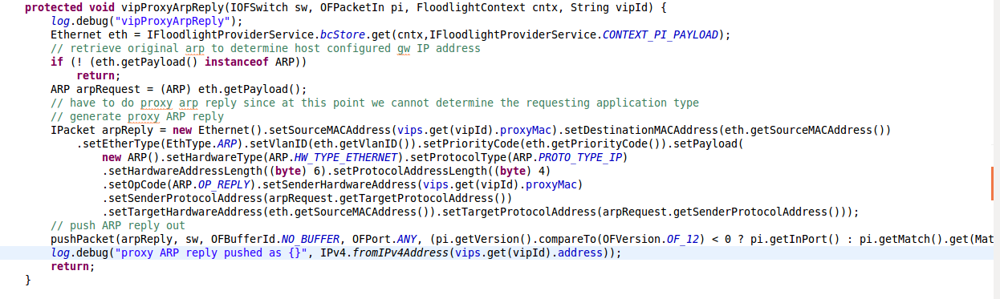 protected void vipProxyArpReply(IOFSwitch sw, OFPacketIn pi, FloodlightContext cntx, String vipId) {
log.debug("vipProxyArpReply");
Ethernet eth = IFloodlightProviderService.bcStore.get(cntx,IFloodlightProviderService.CONTEXT_PI_PAYLOAD);
// retrieve original arp to determine host configured gw IP address
if (! (eth.getPayload() instanceof ARP))
return;
ARP arpRequest = (ARP) eth.getPayload();
// have to do proxy arp reply since at this point we cannot determine the requesting application type
// generate proxy ARP reply
IPacket arpReply = new Ethernet().setSourceMACAddress(vips.get(vipId).proxyMac).setDestinationMACAddress(eth.getSourceMACAddress())
.setEtherType(EthType.ARP).setVlanID(eth.getVlanID()).setPriorityCode(eth.getPriorityCode()).setPayload(
new ARP().setHardwareType(ARP.HW_TYPE_ETHERNET).setProtocolType(ARP.PROTO_TYPE_IP)
.setHardwareAddressLength((byte) 6).setProtocolAddressLength((byte) 4)
.setOpCode(ARP.OP_REPLY).setSenderHardwareAddress(vips.get(vipId).proxyMac)
.setSenderProtocolAddress(arpRequest.getTargetProtocolAddress())
.setTargetHardwareAddress(eth.getSourceMACAddress()).setTargetProtocolAddress(arpRequest.getSenderProtocolAddress()));
// push ARP reply out
pushPacket(arpReply, sw, OFBufferId.NO_BUFFER, OFPort.ANY, (pi.getVersion().compareTo(OFVersion.OF_12) < 0 ? pi.getInPort() : pi.getMatch().get(Mat
log.debug("proxy ARP reply pushed as {}", IPv4.fromIPv4Address(vips.get(vipId).address));
return;
}